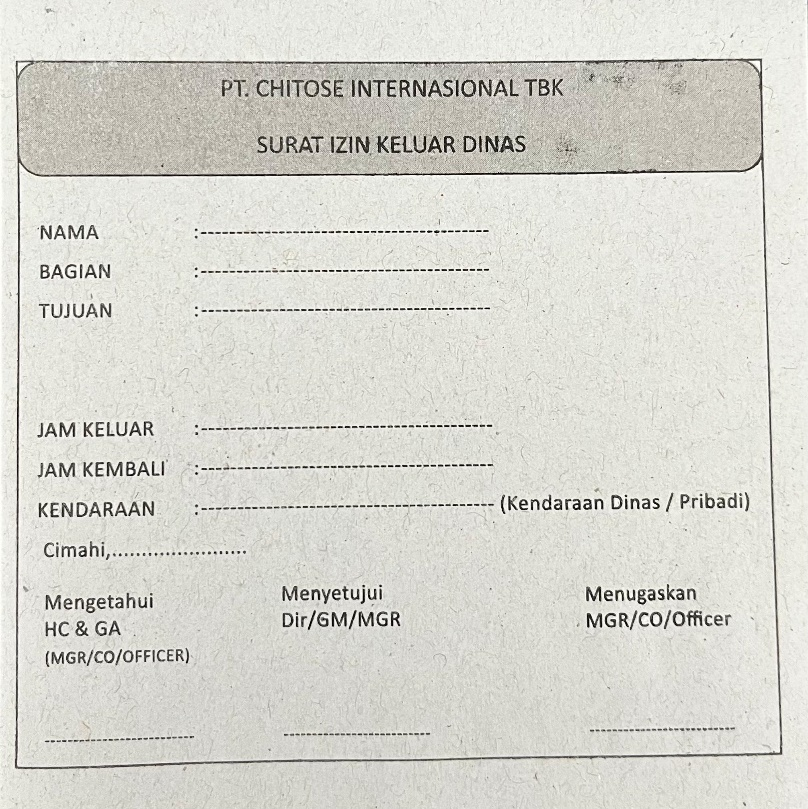 PT. CHITOSE INTERNASIONAL TBK
SURAT IZIN KELUAR DINAS
NAMA :--------------------------------------------
BAGIAN :--------------------------------------------
TUJUAN :--------------------------------------------
JAM KELUAR :--------------------------------------------
JAM KEMBALI :--------------------------------------------
KENDARAAN :-------------------------------------------- (Kendaraan Dinas / Pribadi)
Cimahi,........................
Mengetahui Menyetujui Menugaskan
HC & GA Dir/GM/MGR MGR/CO/Officer
(MGR/CO/OFFICER)